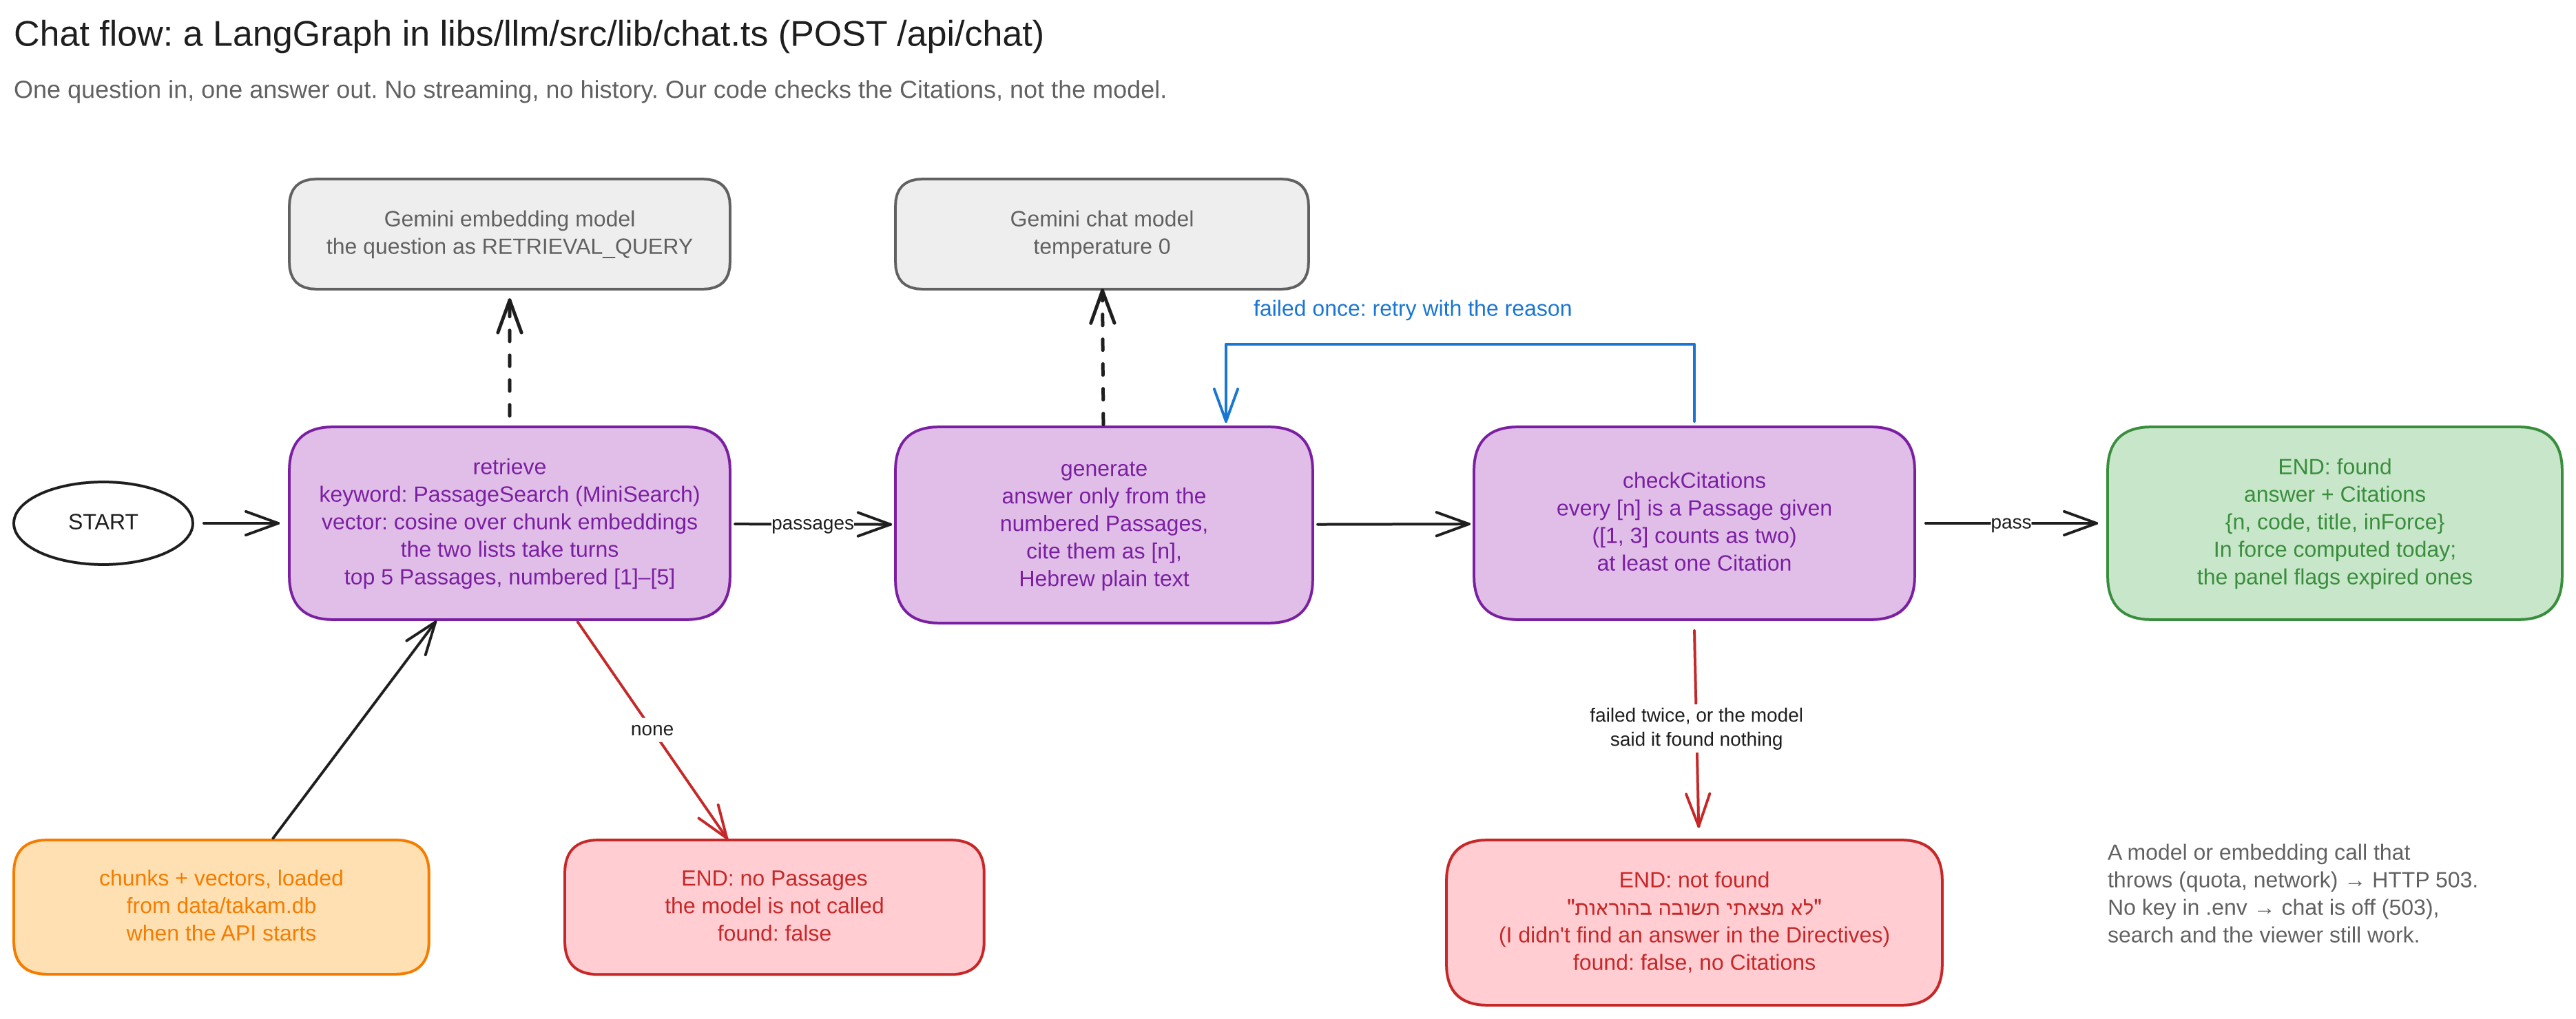 Chat flow: a LangGraph in libs/llm/src/lib/chat.ts (POST /api/chat)
One question in, one answer out. No streaming, no history. Our code checks the Citations, not the model.
Gemini embedding model
the question as RETRIEVAL_QUERY
Gemini chat model
temperature 0
failed once: retry with the reason
START
retrieve
keyword: PassageSearch (MiniSearch)
vector: cosine over chunk embeddings
the two lists take turns
top 5 Passages, numbered [1]–[5]
passages
generate
answer only from the
numbered Passages,
cite them as [n],
Hebrew plain text
checkCitations
every [n] is a Passage given
([1, 3] counts as two)
at least one Citation
pass
END: found
answer + Citations
{n, code, title, inForce}
In force computed today;
the panel flags expired ones
none
failed twice, or the model
said it found nothing
chunks + vectors, loaded
from data/takam.db
when the API starts
END: no Passages
the model is not called
found: false
END: not found
"לא מצאתי תשובה בהוראות"
(I didn't find an answer in the Directives)
found: false, no Citations
A model or embedding call that
throws (quota, network) → HTTP 503.
No key in .env → chat is off (503),
search and the viewer still work.